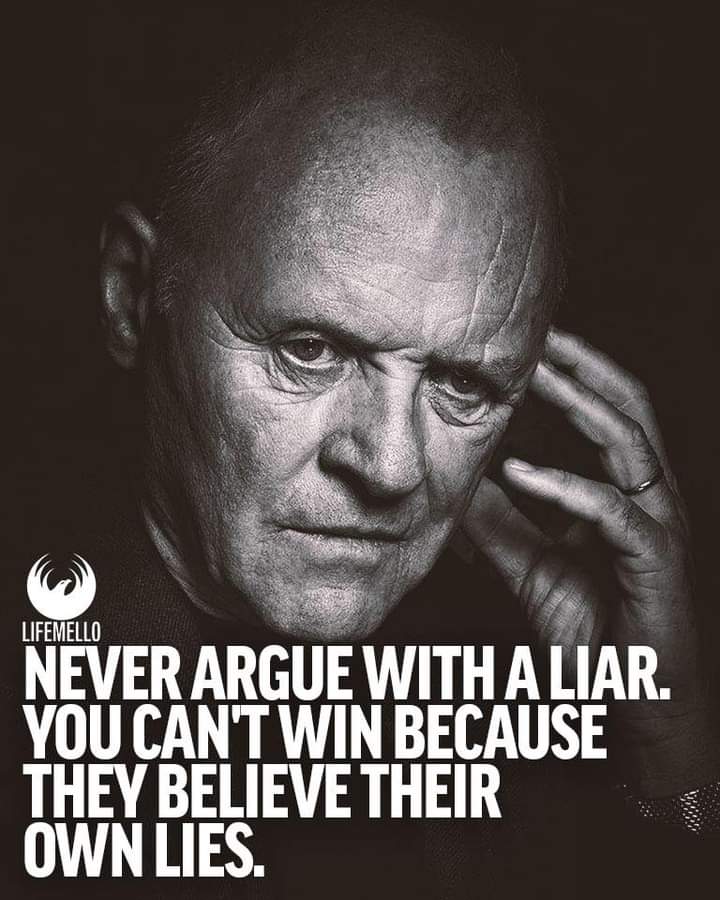 LIFEMELLO
NEVER ARGUE WITH A LIAR.
YOU CAN'T WIN BECAUSE
THEY BELIEVE THEIR
OWN LIES.